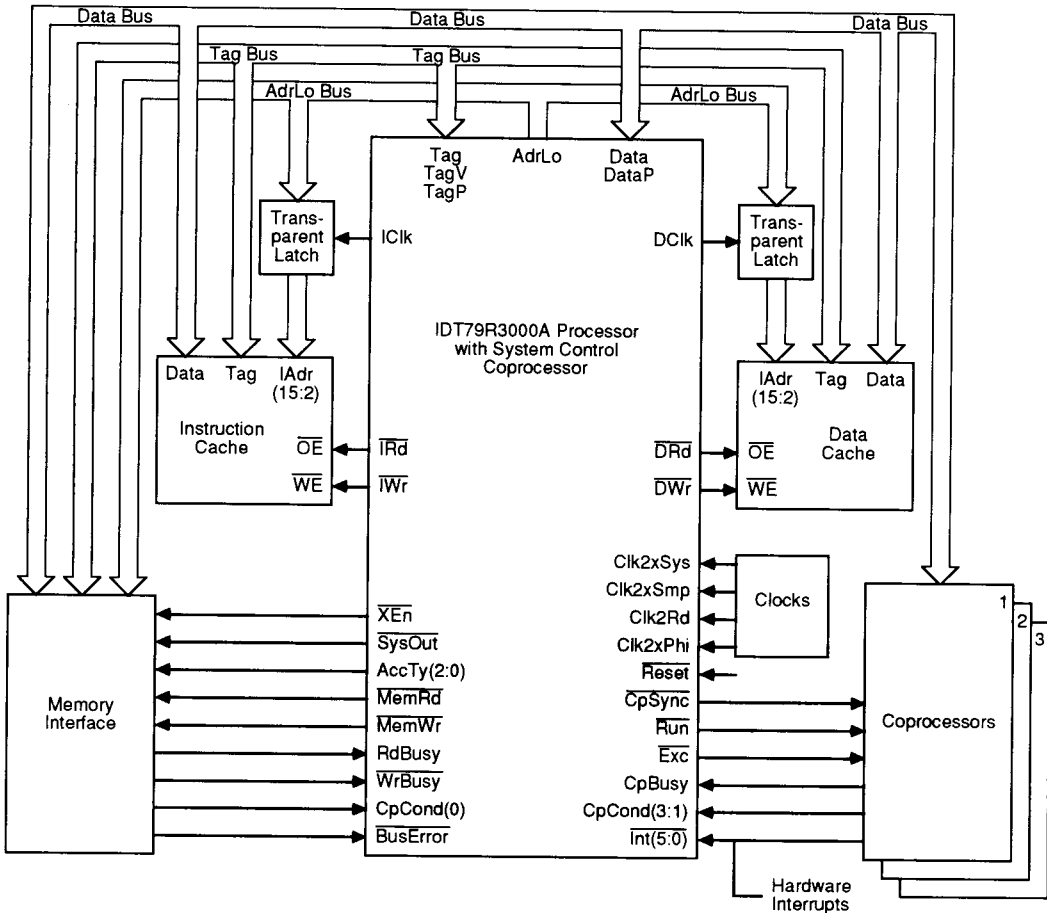 Data Bus
Data Bus
Data Bus
Tag Bus
Tag Bus
AdrLo Bus
AdrLo Bus
Tag
TagV
TagP
AdrLo
Data
DataP
Trans-
parent
Latch
IClk
DClk
Trans-
parent
Latch
IDT79R3000A Processor
with System Control
Coprocessor
Data
Tag
IAdr
(15:2)
Instruction
Cache
OE
WE
IRd
IWr
DRd
DWr
IAdr
(15:2)
Tag
Data
Data
Cache
OE
WE
Clk2xSys
Clk2xSmp
Clk2Rd
Clk2xPhi
Clocks
Reset
Memory
Interface
XEn
SysOut
AccTy(2:0)
MemRd
MemWr
RdBusy
WrBusy
CpCond(0)
BusError
CpSync
Run
Exc
CpBusy
CpCond(3:1)
Int(5:0)
Coprocessors
1
2
3
Hardware
Interrupts